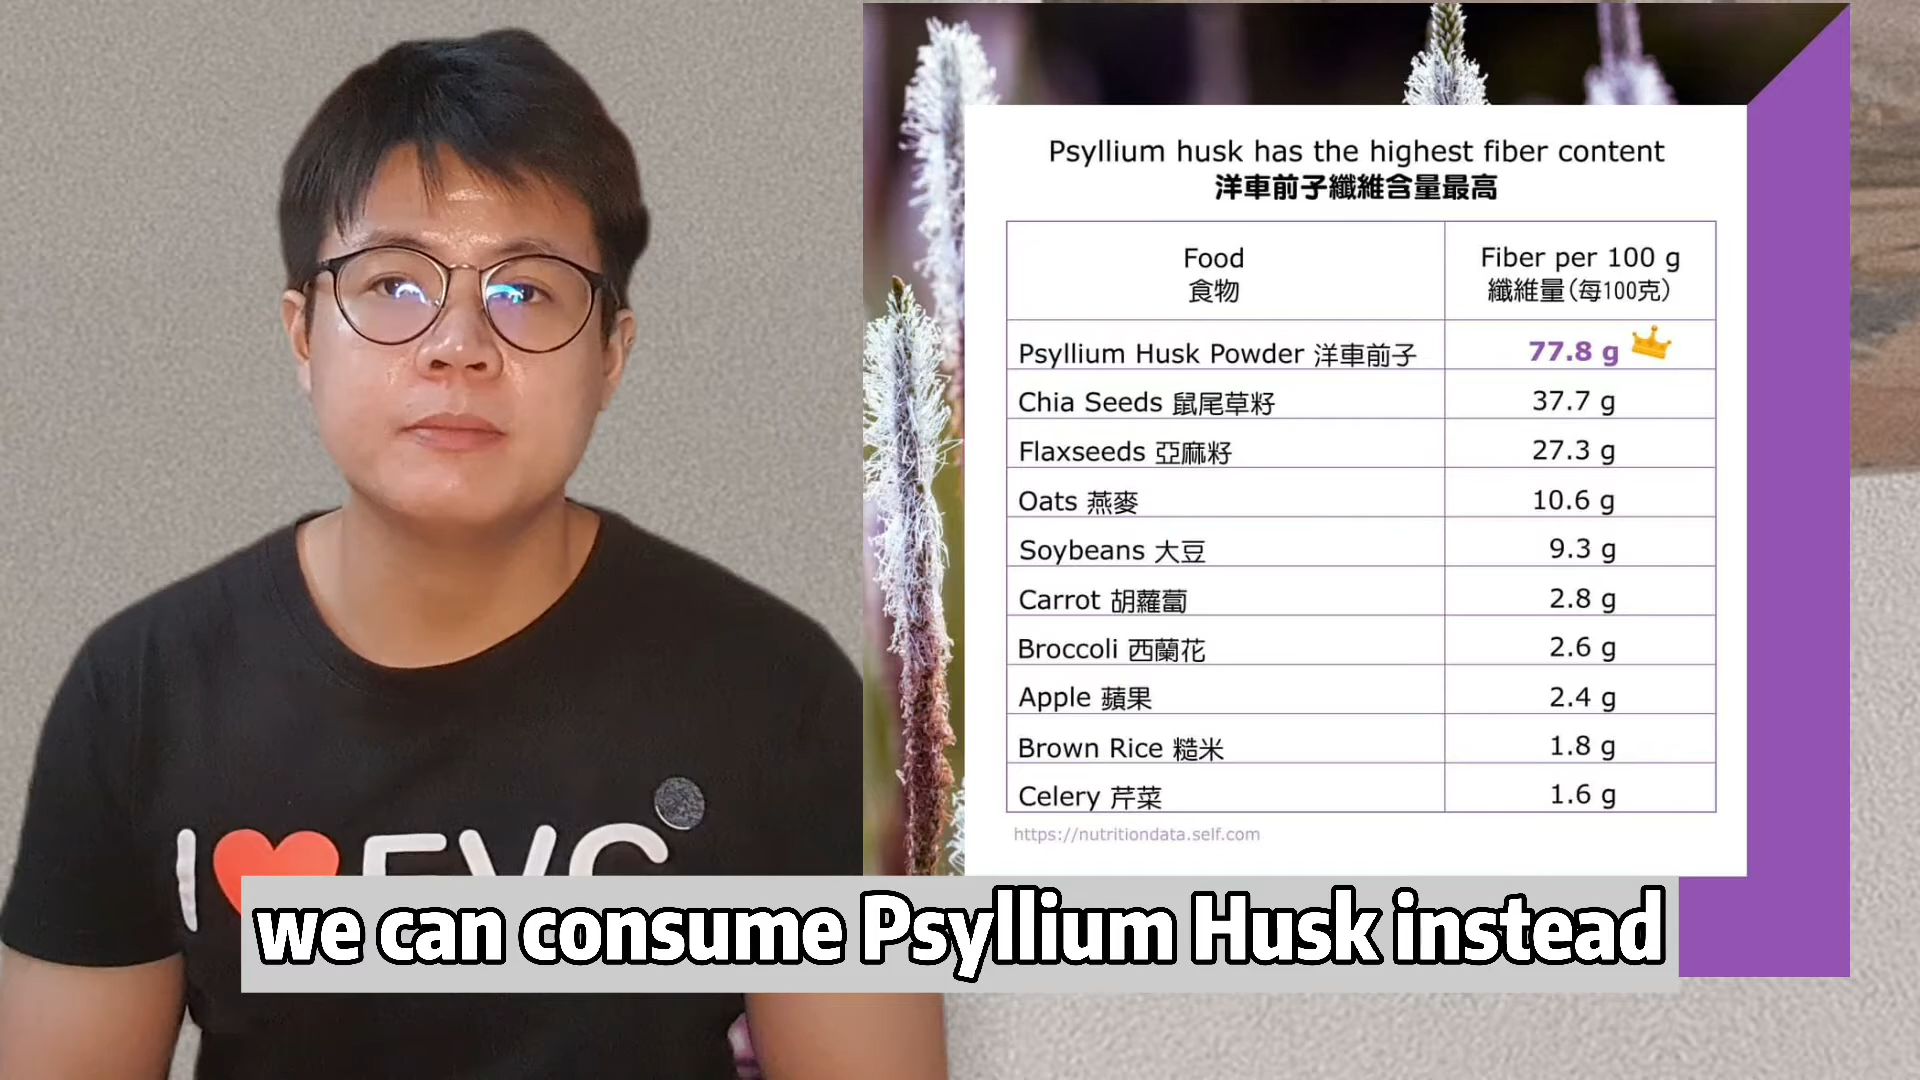 Psyllium husk has the highest fiber content
洋車前子纖維含量最高
Food
食物
Fiber per 100 g
纖維量(每100克)
Psyllium Husk Powder 洋車前子 77.8 g
Chia Seeds 鼠尾草籽 37.7 g
Flaxseeds 亞麻籽 27.3 g
Oats 燕麥 10.6 g
Soybeans 大豆 9.3 g
Carrot 胡蘿蔔 2.8 g
Broccoli 西蘭花 2.6 g
Apple 蘋果 2.4 g
Brown Rice 糙米 1.8 g
Celery 芹菜 1.6 g
https://nutritiondata.self.com
I
we can consume Psyllium Husk instead